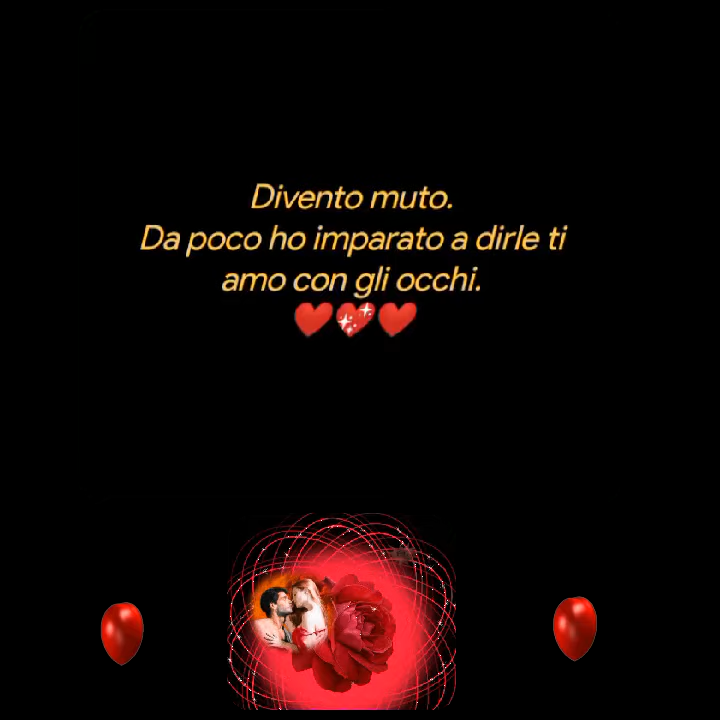 Divento muto.
Da poco ho imparato a dirle ti
amo con gli occhi.
❤️💖❤️